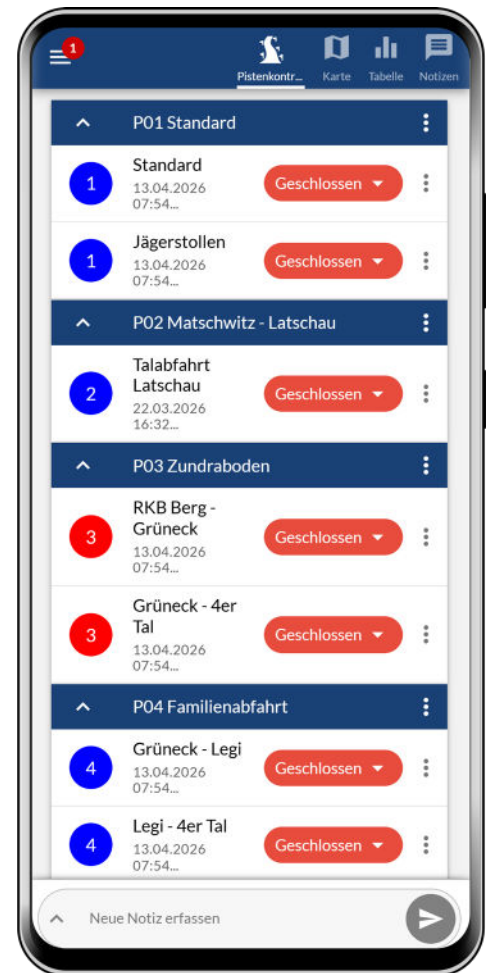 1
Pistenkontr...
Karte
Tabelle
Notizen
P01 Standard
1
Standard
13.04.2026
07:54...
Geschlossen
1
Jägerstollen
13.04.2026
07:54...
Geschlossen
P02 Matschwitz - Latschau
2
Talabfahrt
Latschau
22.03.2026
16:32...
Geschlossen
P03 Zundraboden
3
RKB Berg -
Grüneck
13.04.2026
07:54...
Geschlossen
3
Grüneck - 4er
Tal
13.04.2026
07:54...
Geschlossen
P04 Familienabfahrt
4
Grüneck - Legi
13.04.2026
07:54...
Geschlossen
4
Legi - 4er Tal
13.04.2026
07:54...
Geschlossen
Neue Notiz erfassen